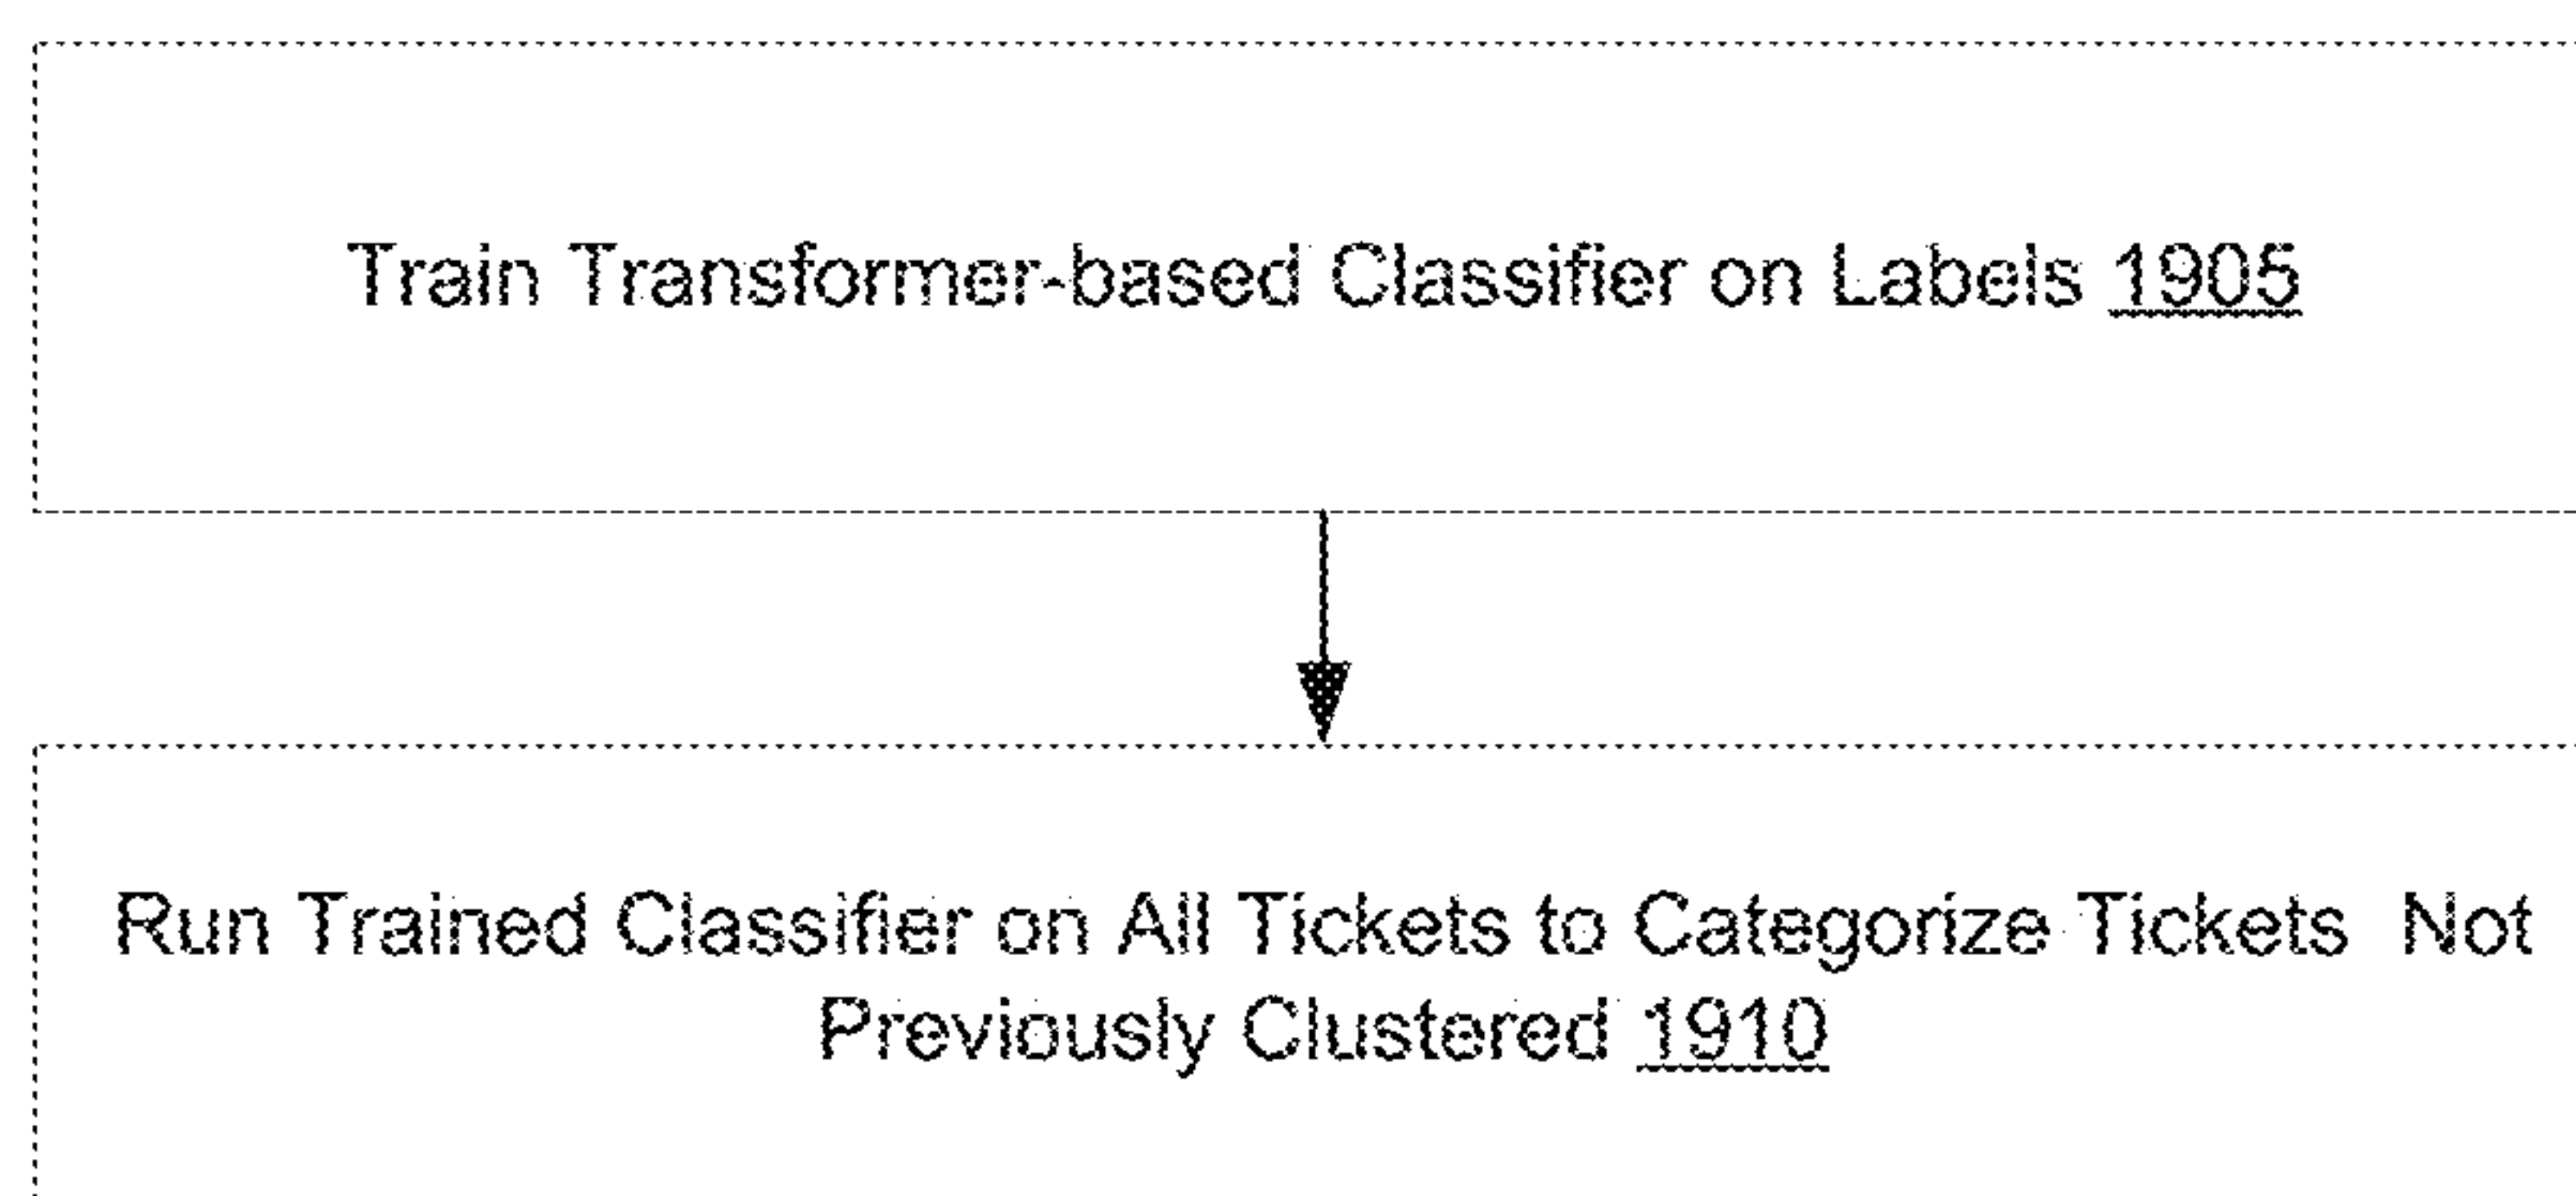 Train Transformer-based Classifier on Labels 1905
Run Trained Classifier on All Tickets to Categorize Tickets Not
Previously Clustered 1910